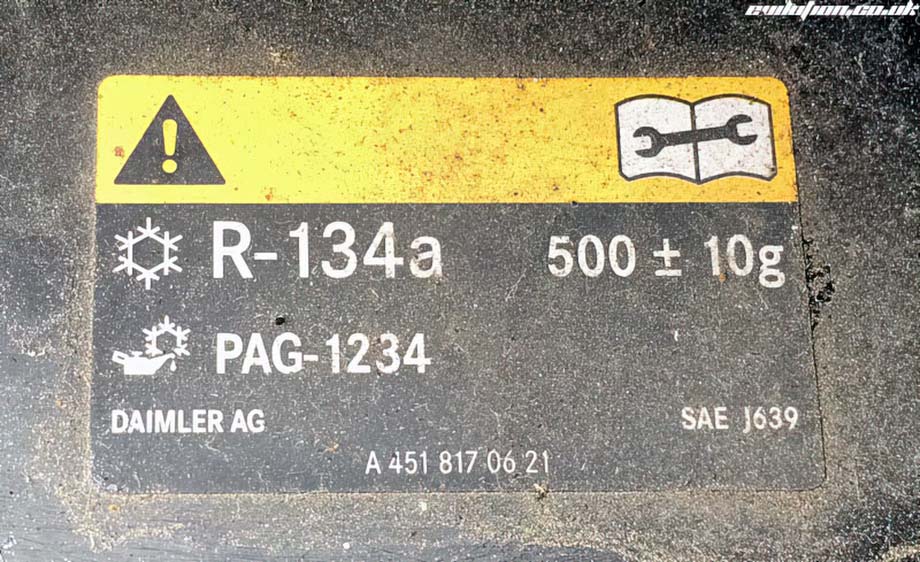 evilution.co.uk
R-134a 500 ± 10g
PAG-1234
DAIMLER AG SAE J639
A 451 817 06 21